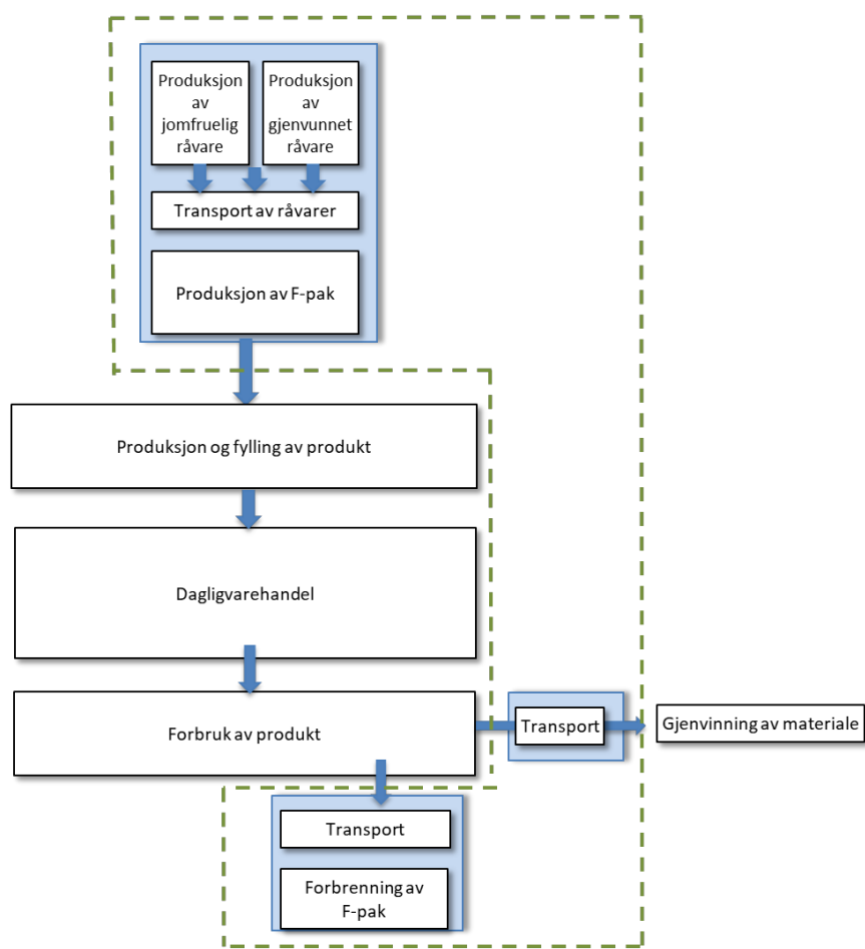 Produksjon
av
jomfruelig
råvare
Produksjon
av
gjenvunnet
råvare
Transport av råvarer
Produksjon av F-pak
Produksjon og fylling av produkt
Dagligvarehandel
Forbruk av produkt
Transport
Gjenvinning av materiale
Transport
Forbrenning av
F-pak